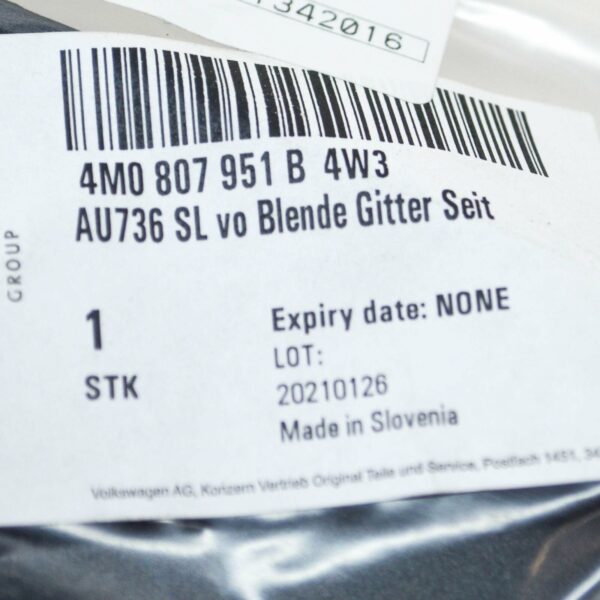 1342016
4M0 807 951 B 4W3
AU736 SL vo Blende Gitter Seit
GROUP
1
STK
Expiry date: NONE
LOT:
20210126
Made in Slovenia
Volkswagen AG, Konzern Vertrieb Original Teile und Service, Postfach 1451, 34